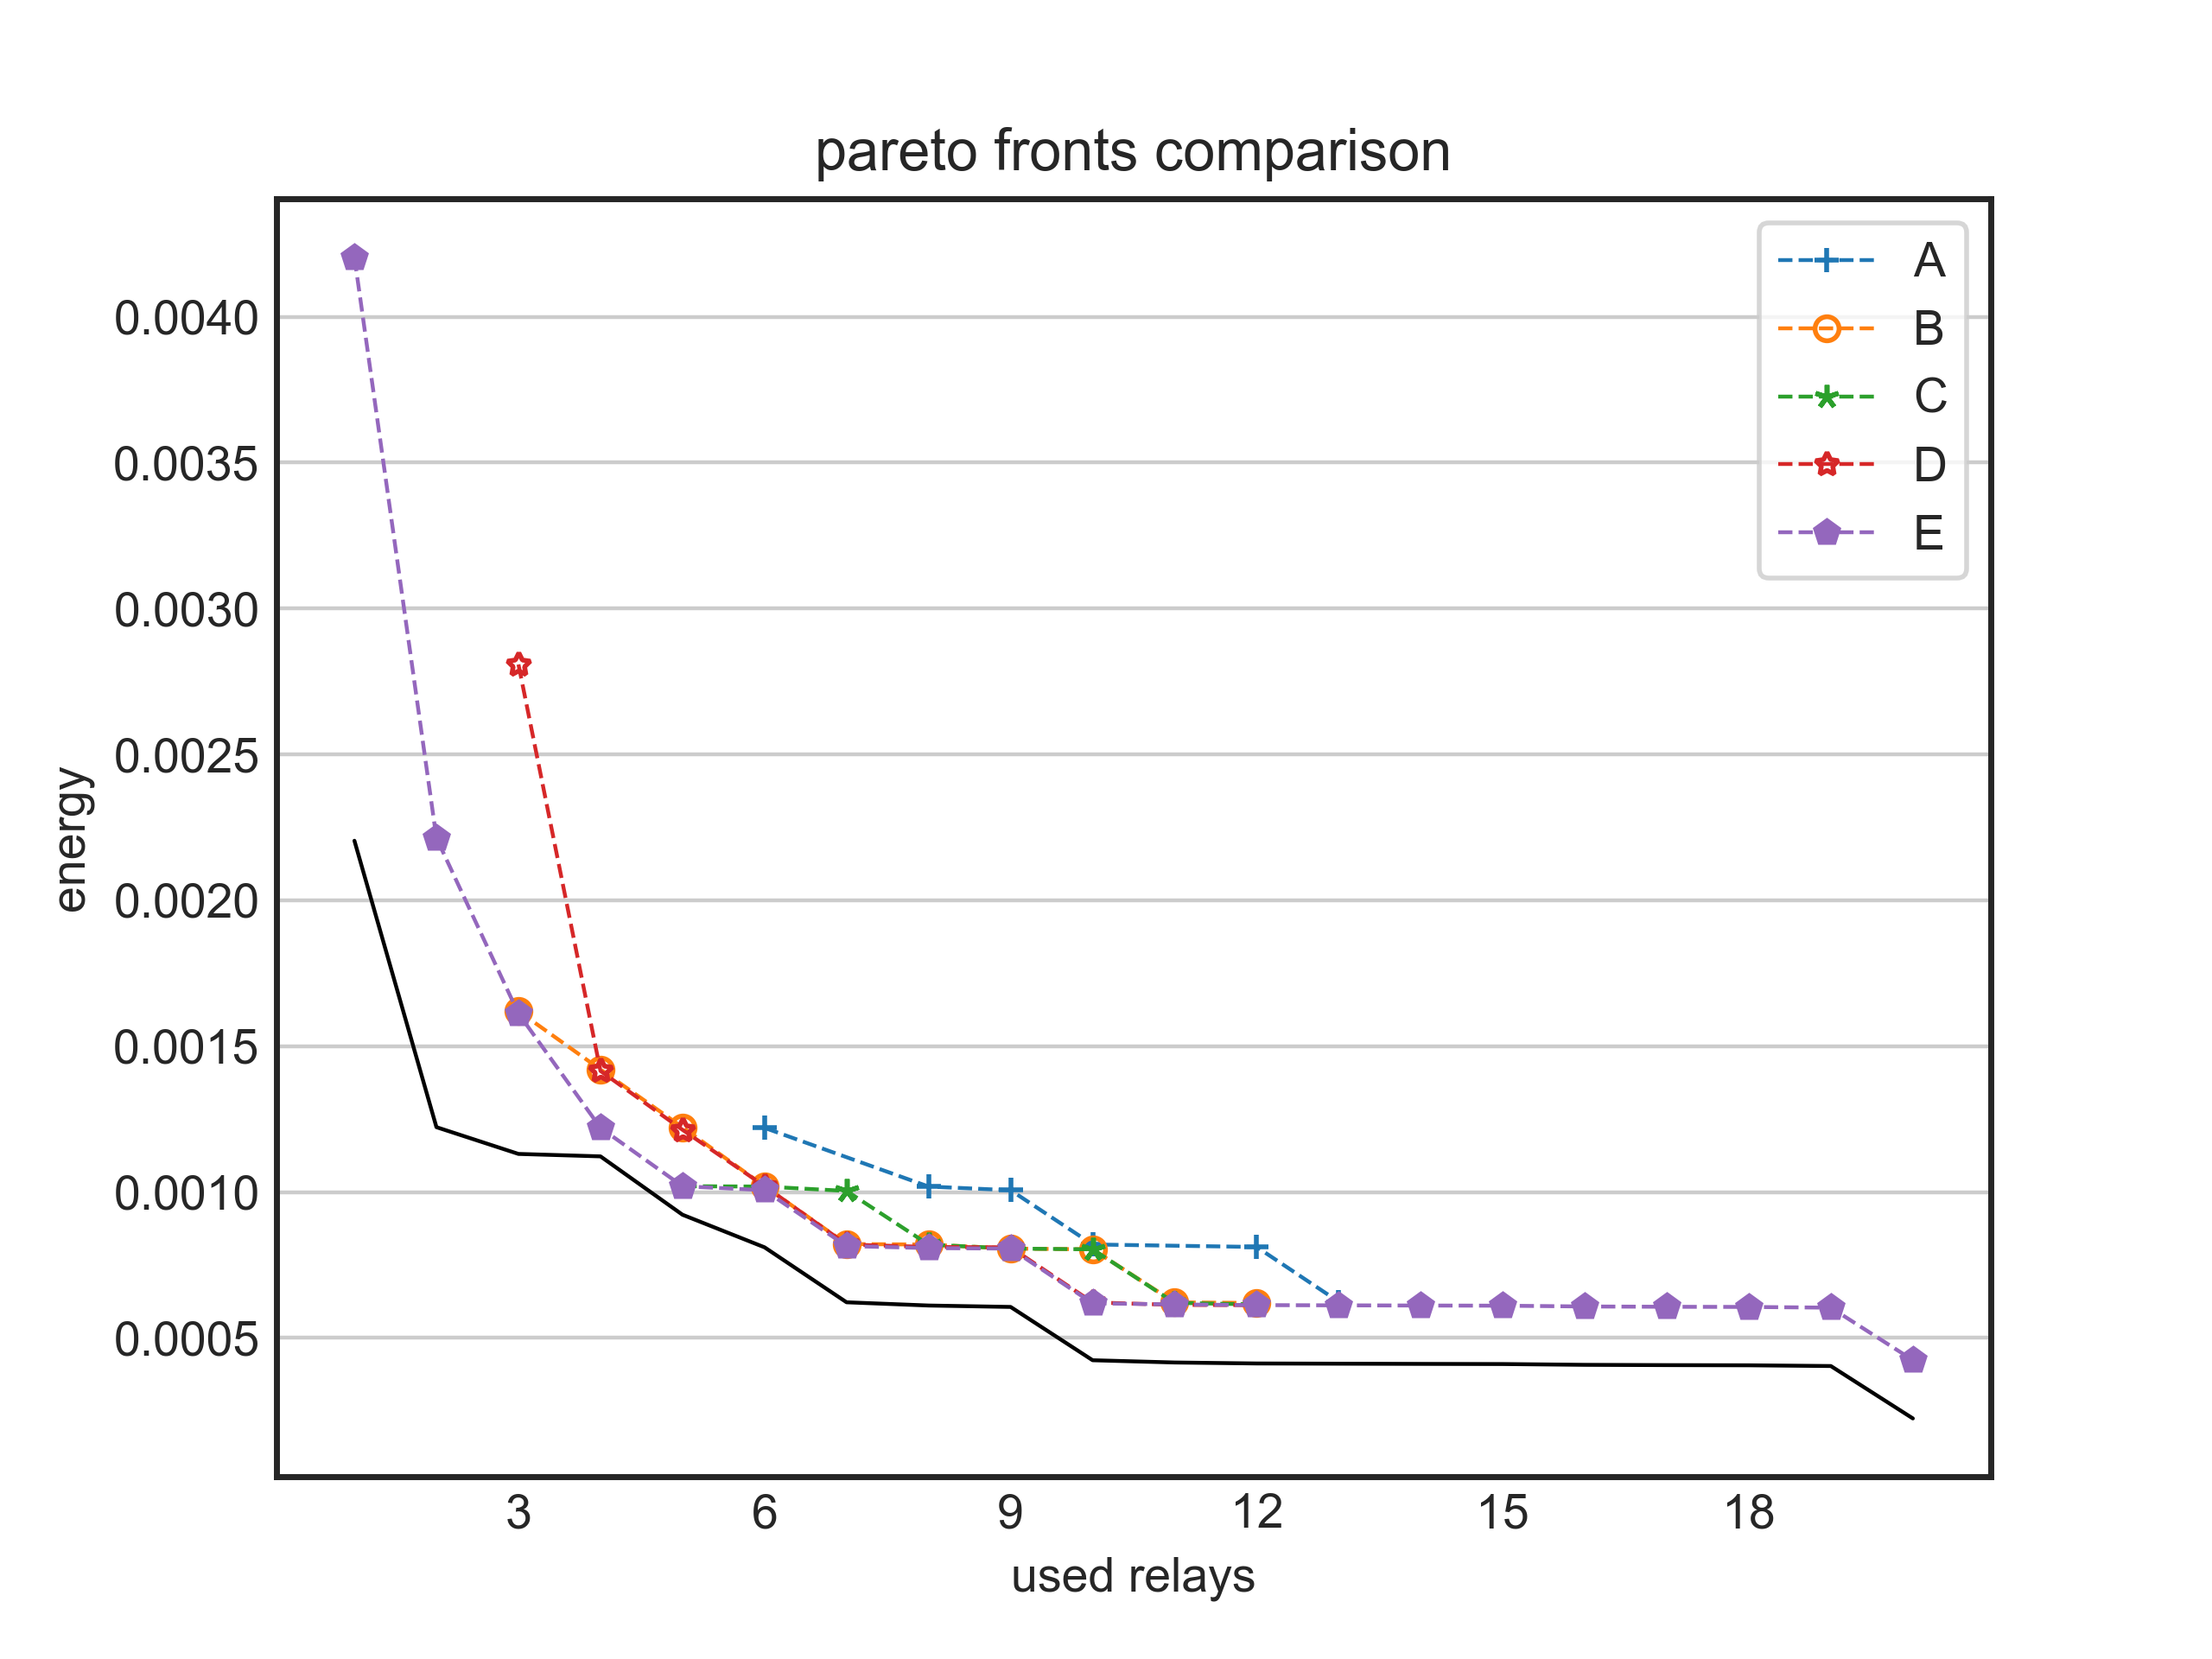 pareto fronts comparison
A
B
C
D
E
0.0040
0.0035
0.0030
0.0025
0.0020
0.0015
0.0010
0.0005
energy
3 6 9 12 15 18
used relays